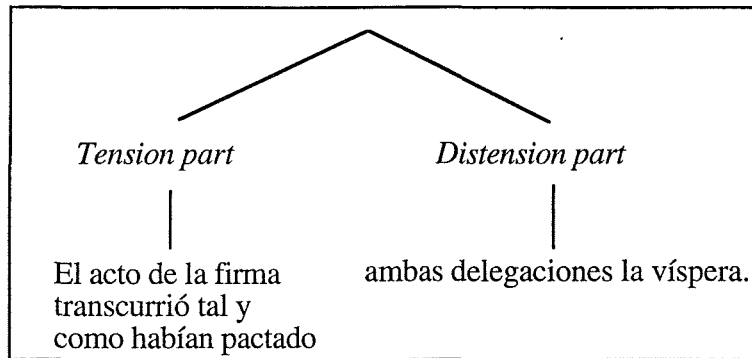 Tension part
Distension part
El acto de la firma
transcurrió tal y
como habían pactado
ambas delegaciones la víspera.